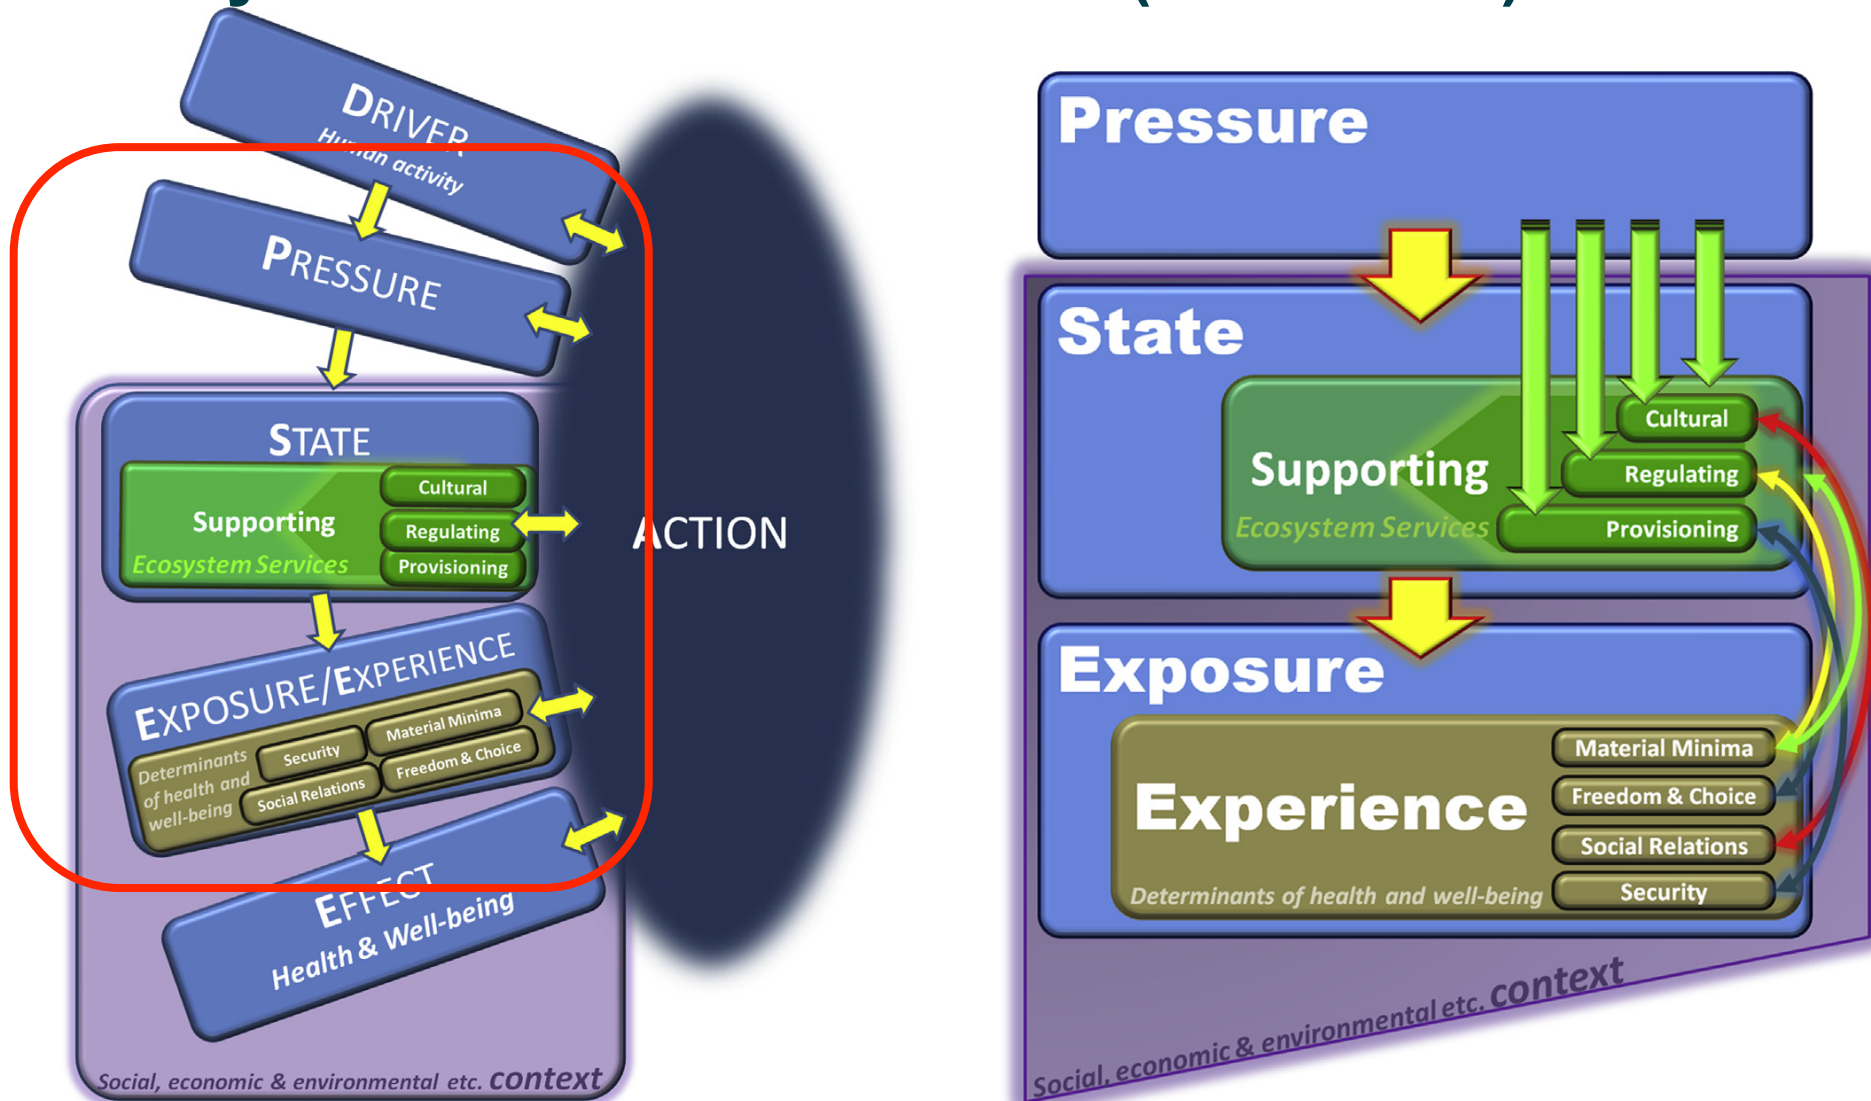 DRIVER
Human activity
PRESSURE
STATE
Supporting
Ecosystem Services
Cultural
Regulating
Provisioning
EXPOSURE/EXPERIENCE
Determinants
of health and
well-being
Security
Material Minima
Social Relations
Freedom & Choice
EFFECT
Health & Well-being
Social, economic & environmental etc. context
ACTION
Pressure
State
Supporting
Ecosystem Services
Cultural
Regulating
Provisioning
Exposure
Experience
Determinants of health and well-being
Material Minima
Freedom & Choice
Social Relations
Security
Social, economic & environmental etc. context